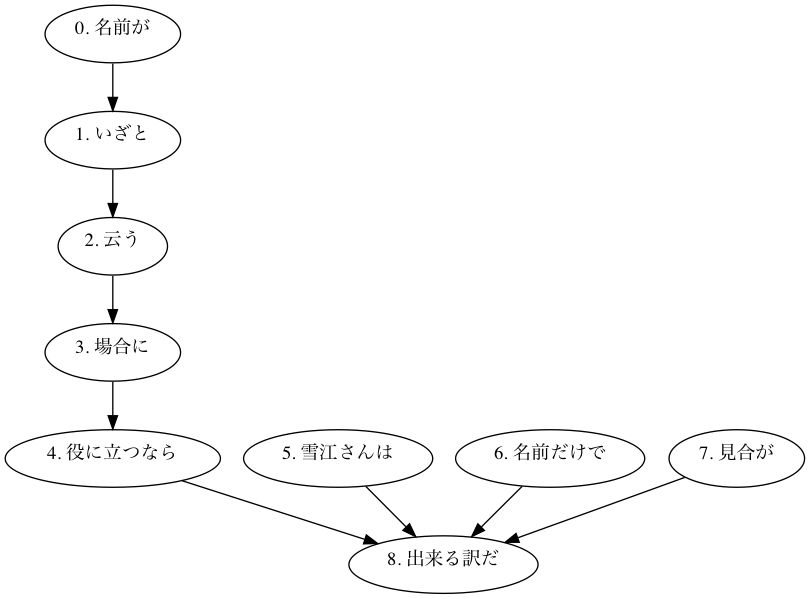 0. 名前が
1. いざと
2. 云う
3. 場合に
4. 役に立つなら
5. 雪江さんは
6. 名前だけで
7. 見合が
8. 出来る訳だ